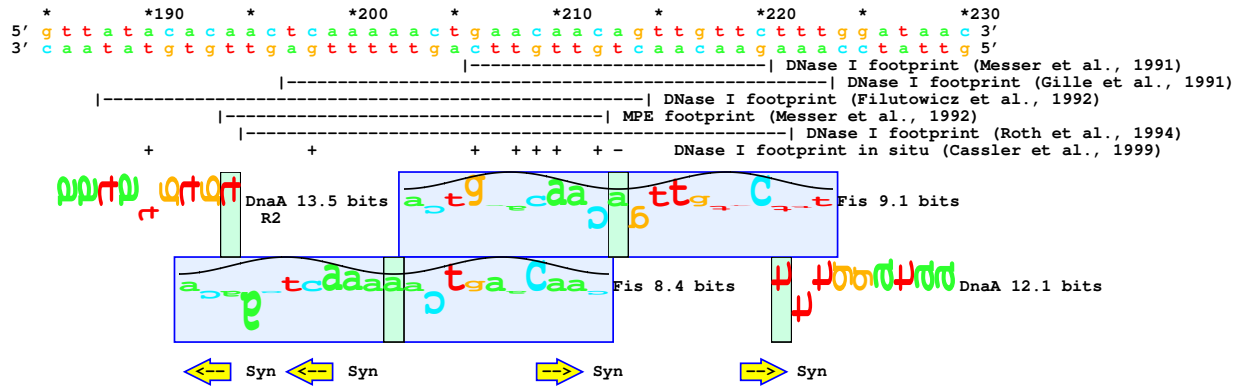 * *190 * *200 * *210 * *220 * *230
5' g t t a t a c a c a a c t c a a a a a c t g a a c a a c a g t t g t t c t t t g g a t a a c 3'
3' c a a t a t g t g t t g a g t t t t t g a c t t g t t g t c a a c a a g a a a c c t a t t g 5'
|--------------| DNase I footprint (Messer et al., 1991)
|--------------------------| DNase I footprint (Gille et al., 1991)
|--------------------------| DNase I footprint (Filutowicz et al., 1992)
|------------------| MPE footprint (Messer et al., 1992)
|--------------------------| DNase I footprint (Roth et al., 1994)
+ + + + + + + - DNase I footprint in situ (Cassler et al., 1999)
DnaA 13.5 bits
R2
Fis 9.1 bits
Fis 8.4 bits
DnaA 12.1 bits
<-- Syn <-- Syn --> Syn --> Syn